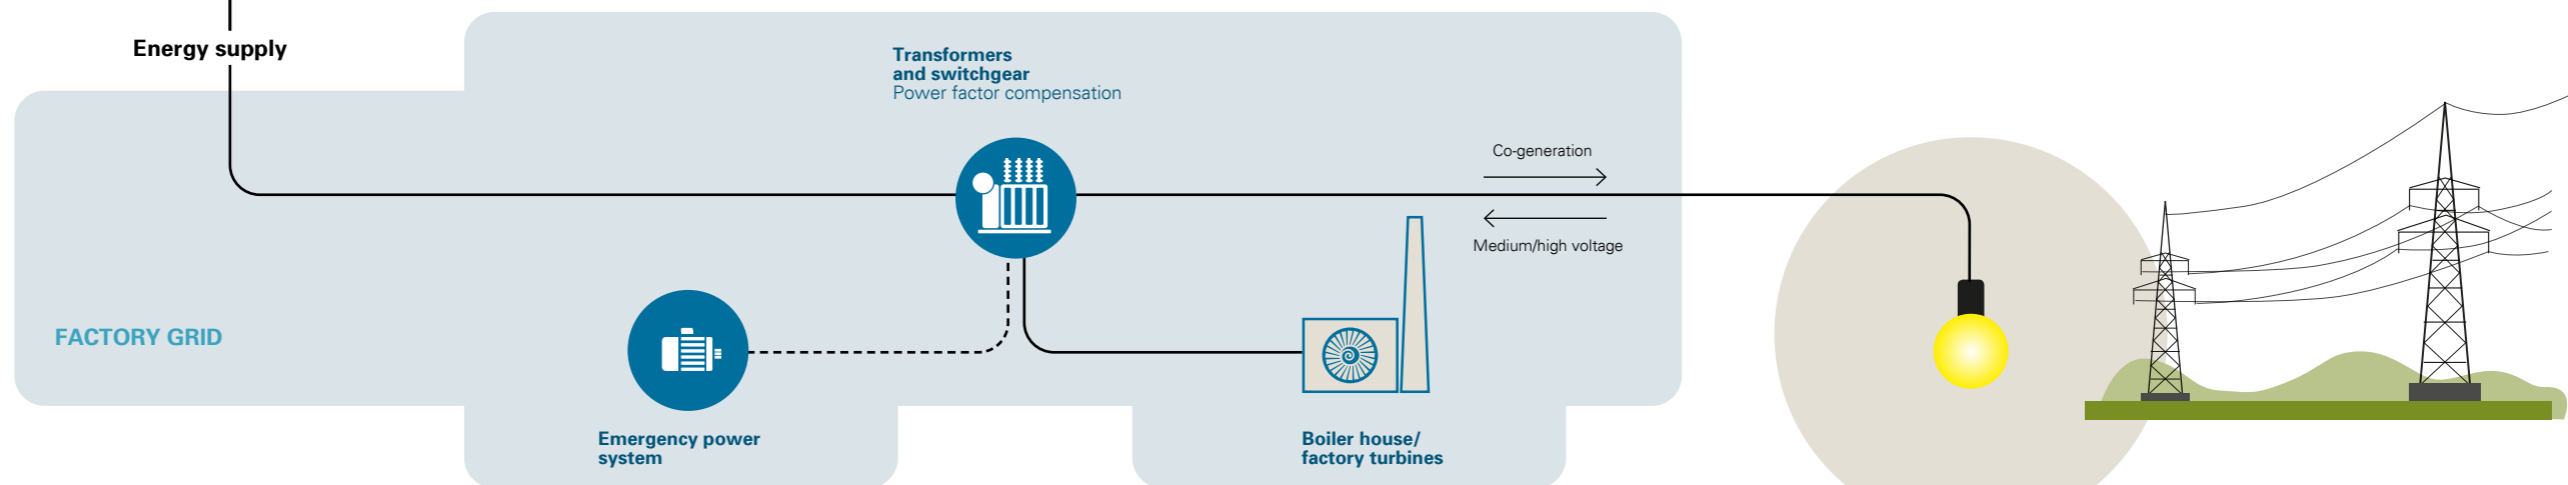 Energy supply
Transformers
and switchgear
Power factor compensation
Co-generation
Medium/high voltage
FACTORY GRID
Emergency power
system
Boiler house/
factory turbines